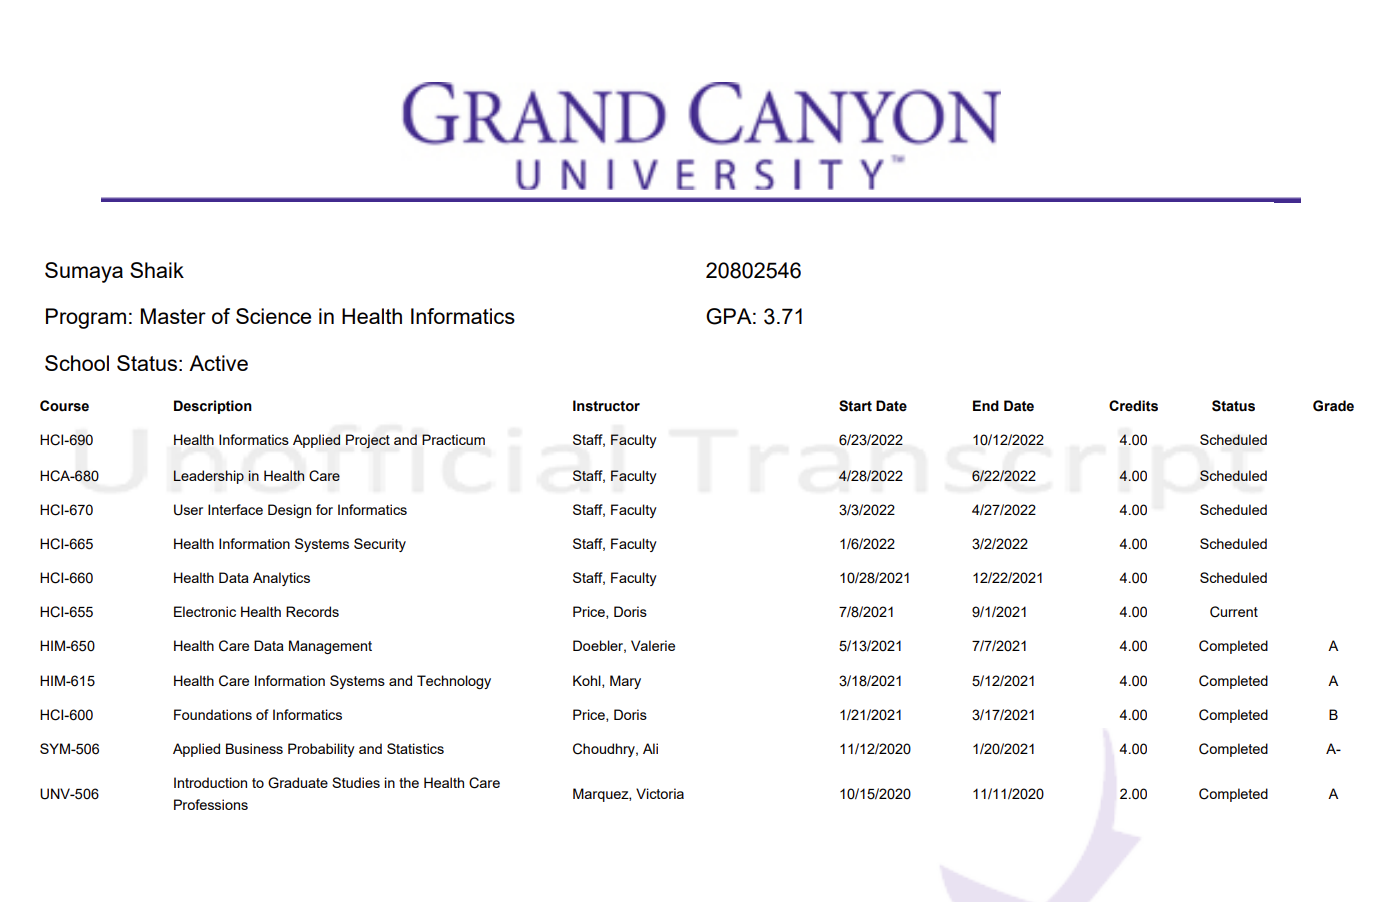 GRAND CANYON
UNIVERSITY™
Sumaya Shaik 20802546
Program: Master of Science in Health Informatics GPA: 3.71
School Status: Active
Course Description Instructor Start Date End Date Credits Status Grade
Unofficial Transcript
HCI-690 Health Informatics Applied Project and Practicum Staff, Faculty 6/23/2022 10/12/2022 4.00 Scheduled
HCA-680 Leadership in Health Care Staff, Faculty 4/28/2022 6/22/2022 4.00 Scheduled
HCI-670 User Interface Design for Informatics Staff, Faculty 3/3/2022 4/27/2022 4.00 Scheduled
HCI-665 Health Information Systems Security Staff, Faculty 1/6/2022 3/2/2022 4.00 Scheduled
HCI-660 Health Data Analytics Staff, Faculty 10/28/2021 12/22/2021 4.00 Scheduled
HCI-655 Electronic Health Records Price, Doris 7/8/2021 9/1/2021 4.00 Current
HIM-650 Health Care Data Management Doebler, Valerie 5/13/2021 7/7/2021 4.00 Completed A
HIM-615 Health Care Information Systems and Technology Kohl, Mary 3/18/2021 5/12/2021 4.00 Completed A
HCI-600 Foundations of Informatics Price, Doris 1/21/2021 3/17/2021 4.00 Completed B
SYM-506 Applied Business Probability and Statistics Choudhry, Ali 11/12/2020 1/20/2021 4.00 Completed A-
UNV-506 Introduction to Graduate Studies in the Health Care
Professions Marquez, Victoria 10/15/2020 11/11/2020 2.00 Completed A